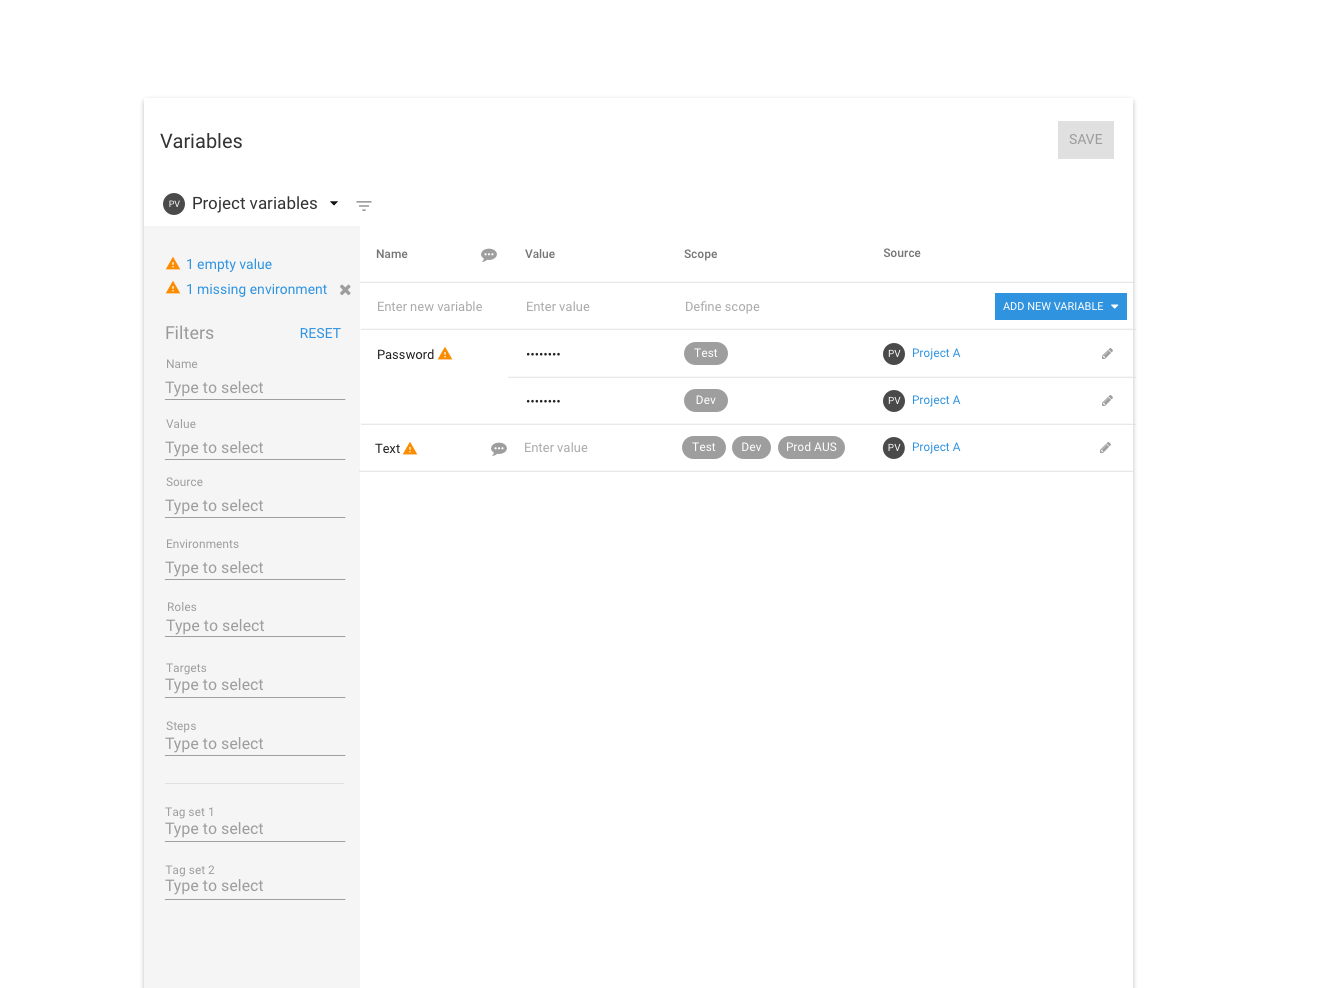 Variables
SAVE
PV Project variables
1 empty value
1 missing environment
Filters RESET
Name
Type to select
Value
Type to select
Source
Type to select
Environments
Type to select
Roles
Type to select
Targets
Type to select
Steps
Type to select
Tag set 1
Type to select
Tag set 2
Type to select
Name Value Scope Source
Enter new variable Enter value Define scope ADD NEW VARIABLE
Password •••••••• Test PV Project A
•••••••• Dev PV Project A
Text Enter value Test Dev Prod AUS PV Project A